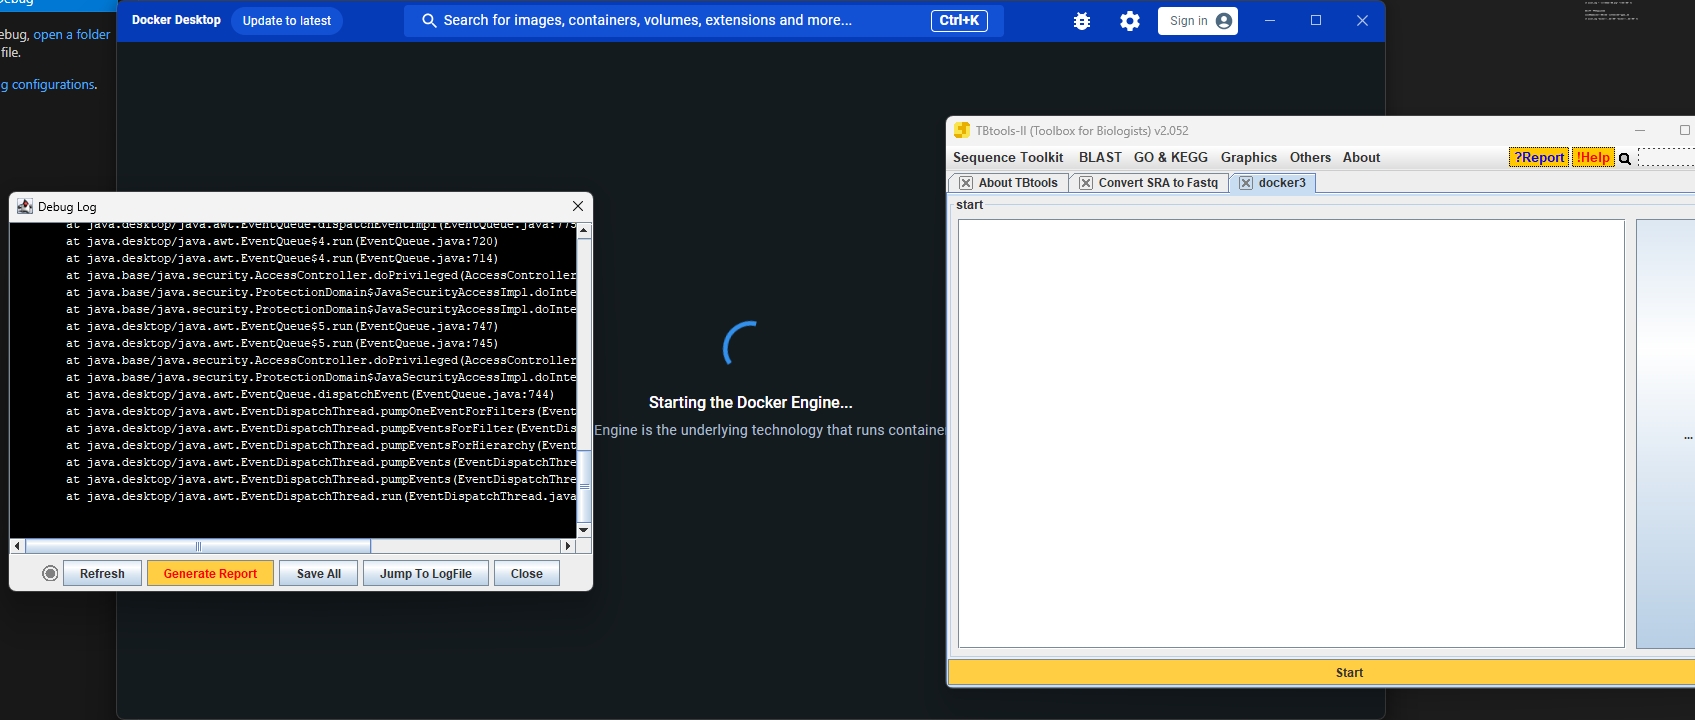 Debug
ebug, open a folder
file.
g configurations.
Docker Desktop
Update to latest
Search for images, containers, volumes, extensions and more...
Ctrl+K
Sign in
Debug Log
at java.desktop/java.awt.EventQueue.dispatchEventImpl(EventQueue.java:775
at java.desktop/java.awt.EventQueue$4.run(EventQueue.java:720)
at java.desktop/java.awt.EventQueue$4.run(EventQueue.java:714)
at java.base/java.security.AccessController.doPrivileged(AccessController
at java.base/java.security.ProtectionDomain$JavaSecurityAccessImpl.doInte
at java.base/java.security.ProtectionDomain$JavaSecurityAccessImpl.doInte
at java.desktop/java.awt.EventQueue$5.run(EventQueue.java:747)
at java.desktop/java.awt.EventQueue$5.run(EventQueue.java:745)
at java.base/java.security.AccessController.doPrivileged(AccessController
at java.base/java.security.ProtectionDomain$JavaSecurityAccessImpl.doInte
at java.desktop/java.awt.EventQueue.dispatchEvent(EventQueue.java:744)
at java.desktop/java.awt.EventDispatchThread.pumpOneEventForFilters(Event
at java.desktop/java.awt.EventDispatchThread.pumpEventsForFilter(EventDis
at java.desktop/java.awt.EventDispatchThread.pumpEventsForHierarchy(Event
at java.desktop/java.awt.EventDispatchThread.pumpEvents(EventDispatchThre
at java.desktop/java.awt.EventDispatchThread.pumpEvents(EventDispatchThre
at java.desktop/java.awt.EventDispatchThread.run(EventDispatchThread.java
Refresh
Generate Report
Save All
Jump To LogFile
Close
Starting the Docker Engine...
Engine is the underlying technology that runs containe
TBtools-II (Toolbox for Biologists) v2.052
Sequence Toolkit BLAST GO & KEGG Graphics Others About
?Report
!Help
About TBtools
Convert SRA to Fastq
docker3
start
...
Start